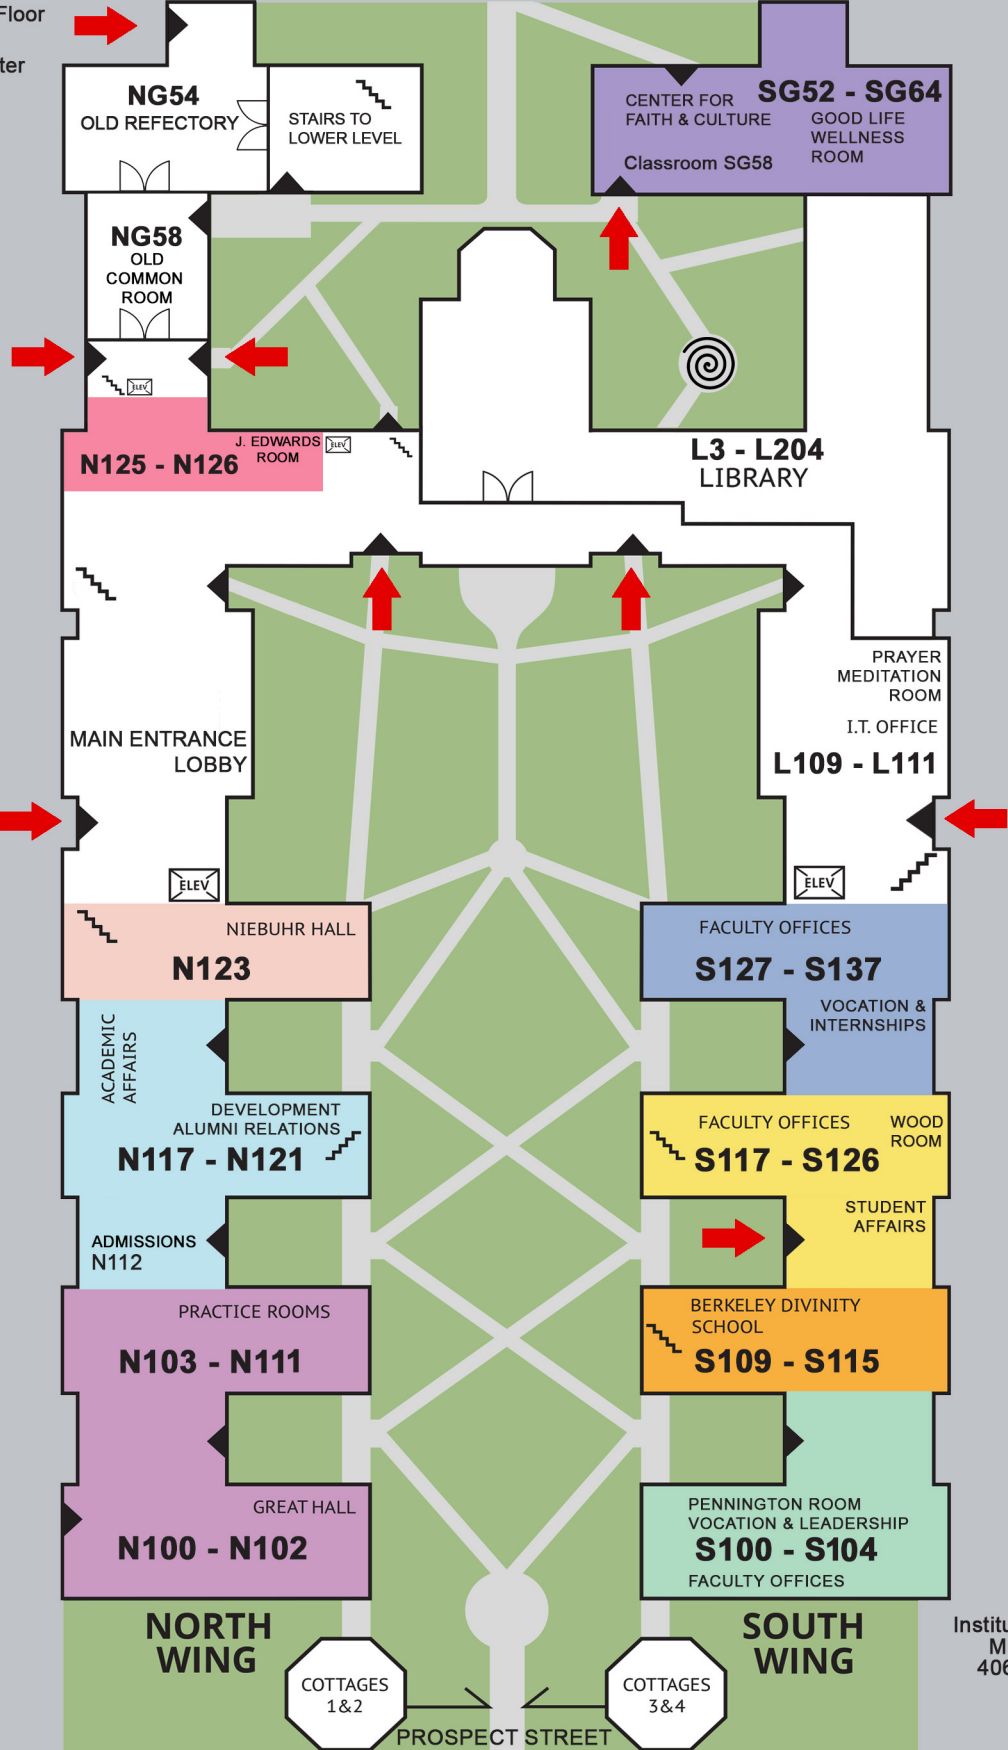 Floor
ter
NG54
OLD REFECTORY
STAIRS TO
LOWER LEVEL
CENTER FOR
FAITH & CULTURE
Classroom SG58
SG52 - SG64
GOOD LIFE
WELLNESS
ROOM
NG58
OLD
COMMON
ROOM
ELEV
J. EDWARDS
ROOM
ELEV
N125 - N126
L3 - L204
LIBRARY
PRAYER
MEDITATION
ROOM
I.T. OFFICE
L109 - L111
MAIN ENTRANCE
LOBBY
ELEV
ELEV
NIEBUHR HALL
N123
FACULTY OFFICES
S127 - S137
VOCATION &
INTERNSHIPS
ACADEMIC
AFFAIRS
DEVELOPMENT
ALUMNI RELATIONS
N117 - N121
FACULTY OFFICES
WOOD
ROOM
S117 - S126
STUDENT
AFFAIRS
ADMISSIONS
N112
PRACTICE ROOMS
N103 - N111
BERKELEY DIVINITY
SCHOOL
S109 - S115
GREAT HALL
N100 - N102
PENNINGTON ROOM
VOCATION & LEADERSHIP
S100 - S104
FACULTY OFFICES
NORTH
WING
SOUTH
WING
Institu
M
406
COTTAGES
1&2
COTTAGES
3&4
PROSPECT STREET